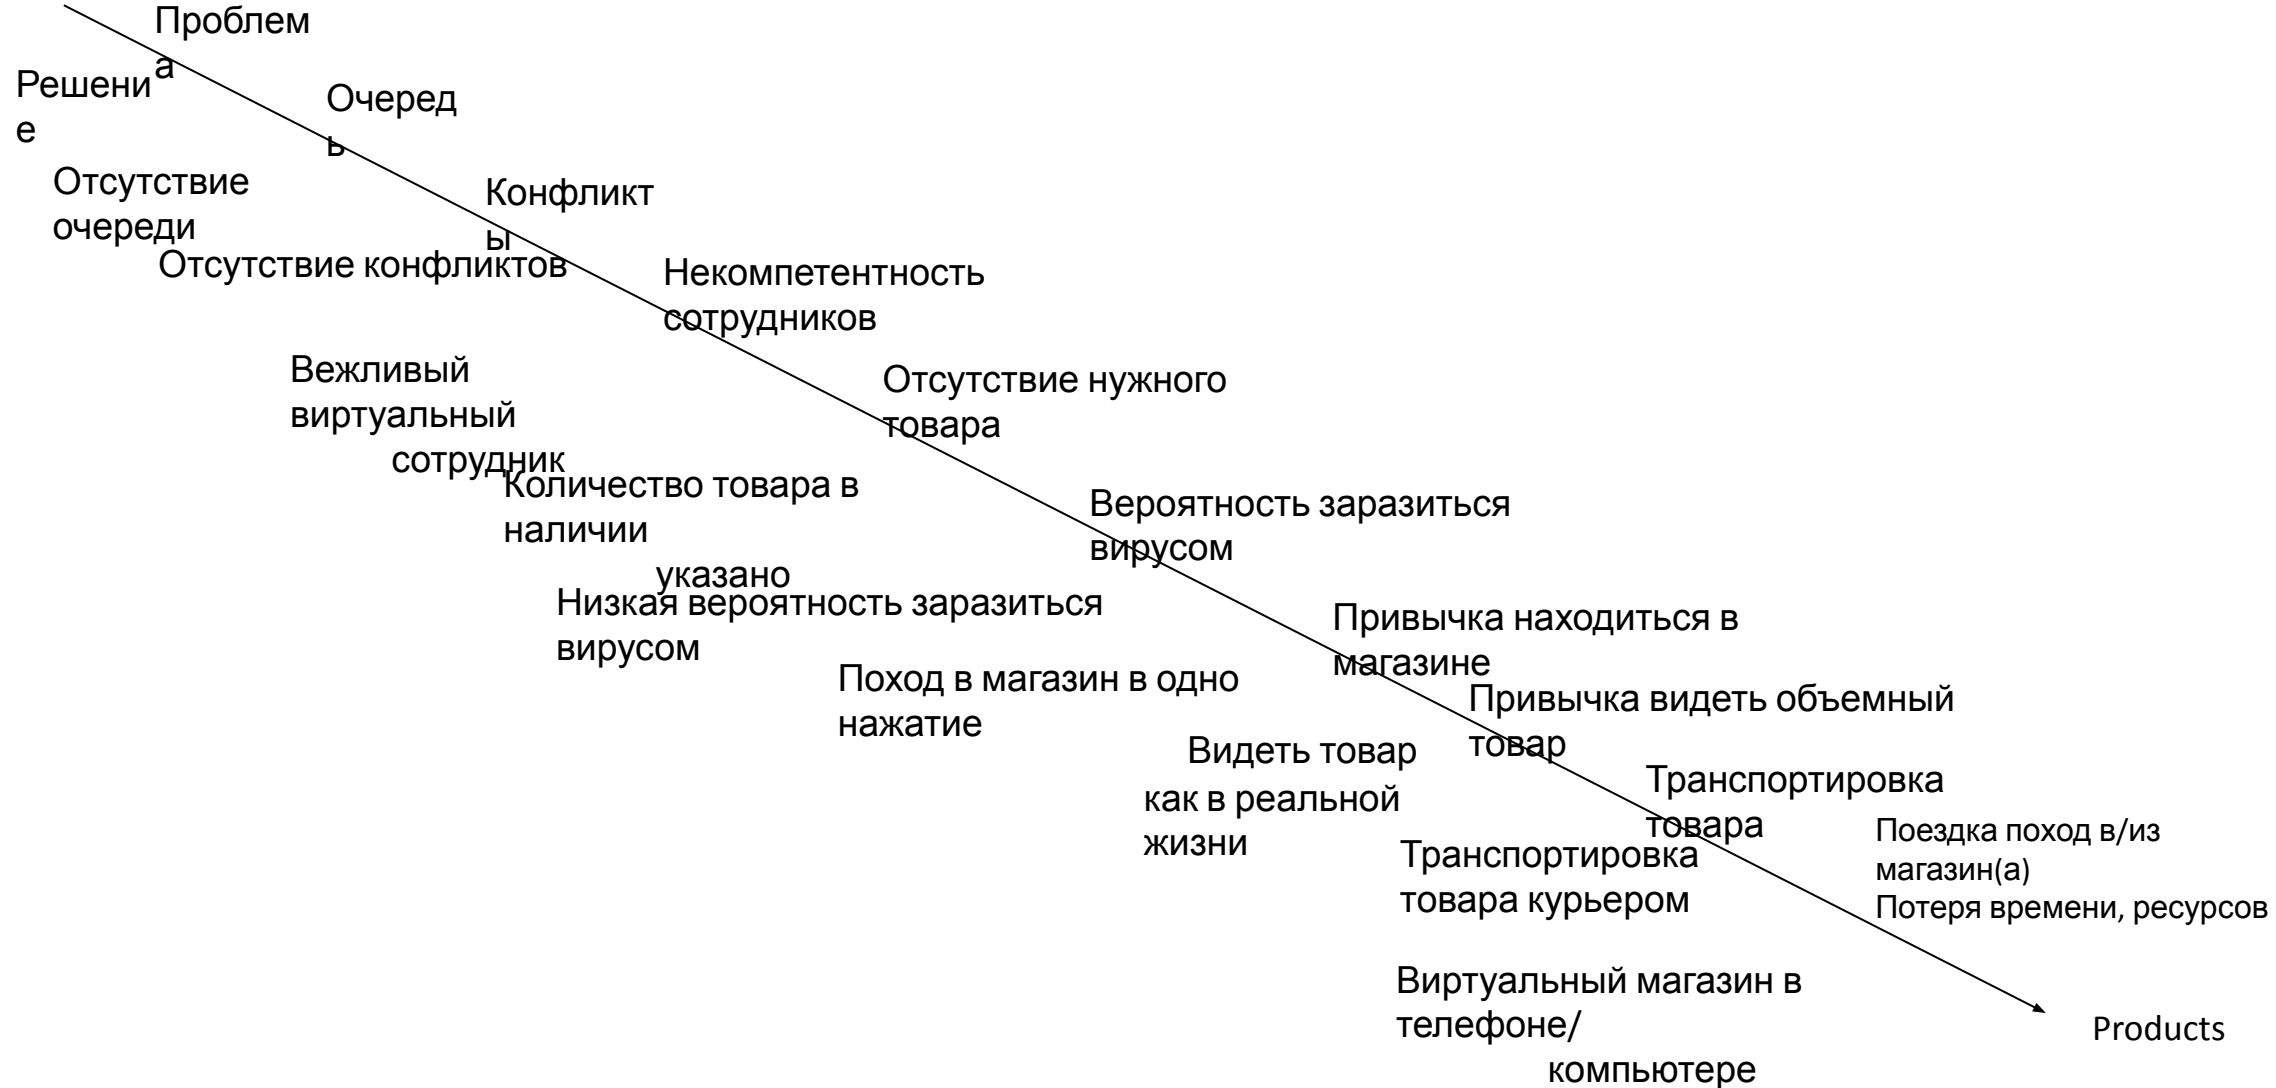 Проблем
а
Решени
е
Очеред
ь
Отсутствие
очереди
Конфликт
ы
Отсутствие конфликтов
Некомпетентность
сотрудников
Вежливый
виртуальный
сотрудник
Отсутствие нужного
товара
Количество товара в
наличии
указано
Вероятность заразиться
вирусом
Низкая вероятность заразиться
вирусом
Привычка находиться в
магазине
Поход в магазин в одно
нажатие
Привычка видеть объемный
товар
Видеть товар
как в реальной
жизни
Транспортировка
товара
Транспортировка
товара курьером
Поездка поход в/из
магазин(а)
Потеря времени, ресурсов
Виртуальный магазин в
телефоне/
компьютере
Products